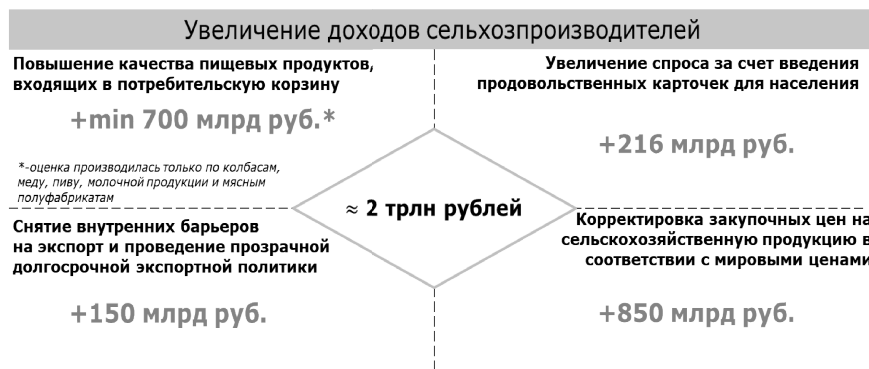 Увеличение доходов сельхозпроизводителей
Повышение качества пищевых продуктов,
входящих в потребительскую корзину
+min 700 млрд руб.*
*-оценка производилась только по колбасам,
меду, пиву, молочной продукции и мясным
полуфабрикатам
Увеличение спроса за счет введения
продовольственных карточек для населения
+216 млрд руб.
≈ 2 трлн рублей
Снятие внутренних барьеров
на экспорт и проведение прозрачной
долгосрочной экспортной политики
+150 млрд руб.
Корректировка закупочных цен на
сельскохозяйственную продукцию в
соответствии с мировыми ценами
+850 млрд руб.